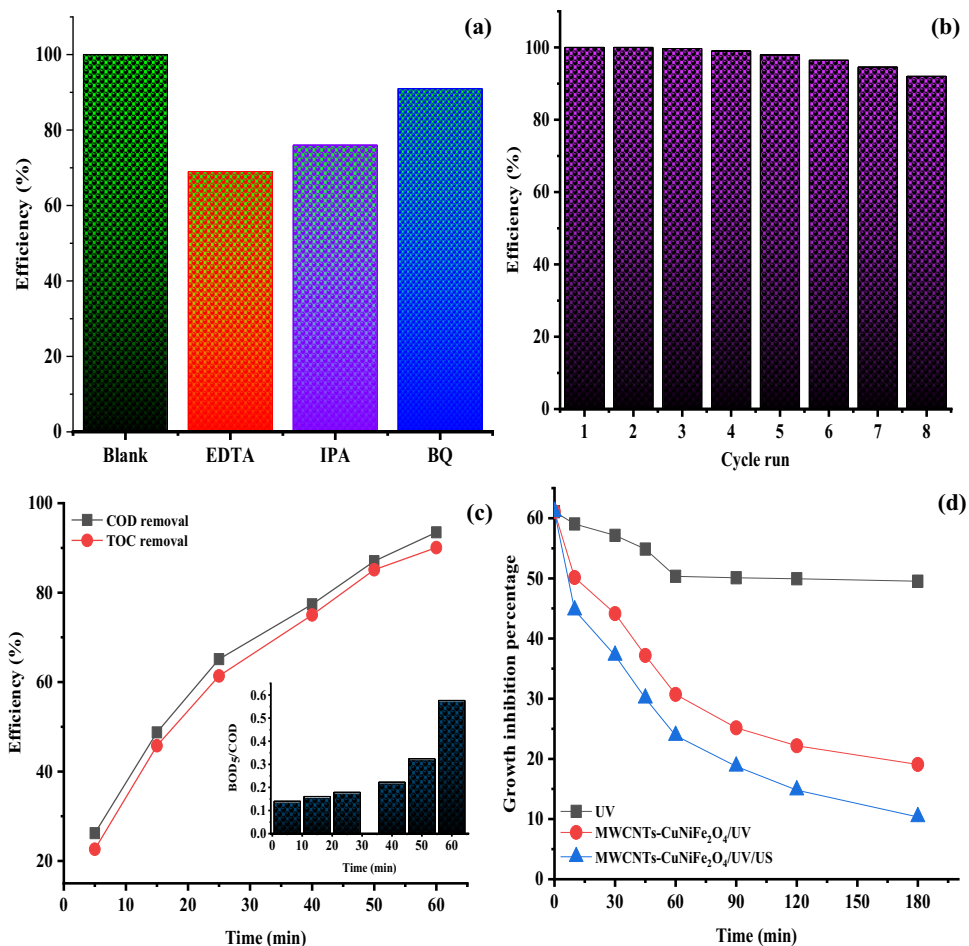 (a)
Efficiency (%)
100
80
60
40
20
0
Blank EDTA IPA BQ
(b)
Efficiency (%)
100
80
60
40
20
0
1 2 3 4 5 6 7 8
Cycle run
(c)
COD removal
TOC removal
Efficiency (%)
100
80
60
40
20
0 10 20 30 40 50 60
Time (min)
BOD₅/COD
0.6
0.5
0.4
0.3
0.2
0.1
0.0
0 10 20 30 40 50 60
Time (min)
(d)
Growth inhibition percentage
60
50
40
30
20
10
0
UV
MWCNTs-CuNiFe₂O₄/UV
MWCNTs-CuNiFe₂O₄/UV/US
0 30 60 90 120 150 180
Time (min)